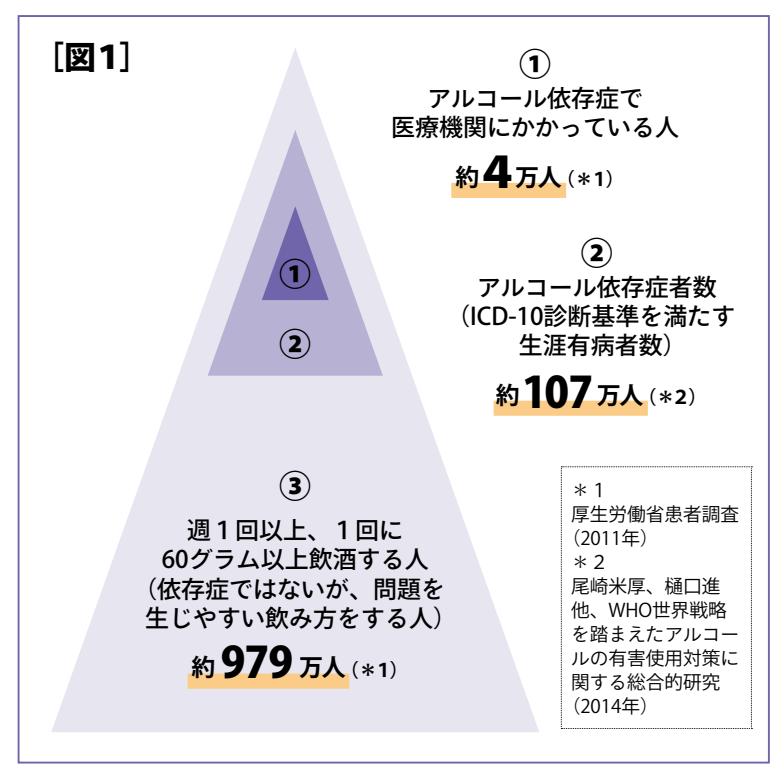 ［図1］
①
アルコール依存症で
医療機関にかかっている人
約4万人（＊1）
②
アルコール依存症者数
（ICD-10診断基準を満たす
生涯有病者数）
約107万人（＊2）
①
②
③
週１回以上、１回に
60グラム以上飲酒する人
（依存症ではないが、問題を
生じやすい飲み方をする人）
約979万人（＊1）
＊１
厚生労働省患者調査
（2011年）
＊２
尾崎米厚、樋口進
他、WHO世界戦略
を踏まえたアルコー
ルの有害使用対策に
関する総合的研究
（2014年）